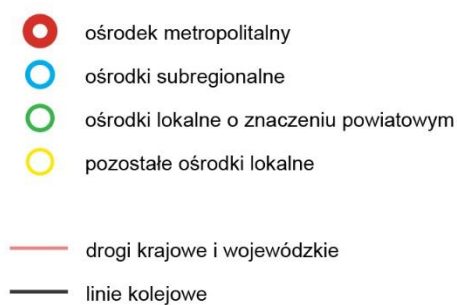 ośrodek metropolitalny
ośrodki subregionalne
ośrodki lokalne o znaczeniu powiatowym
pozostałe ośrodki lokalne
drogi krajowe i wojewódzkie
linie kolejowe